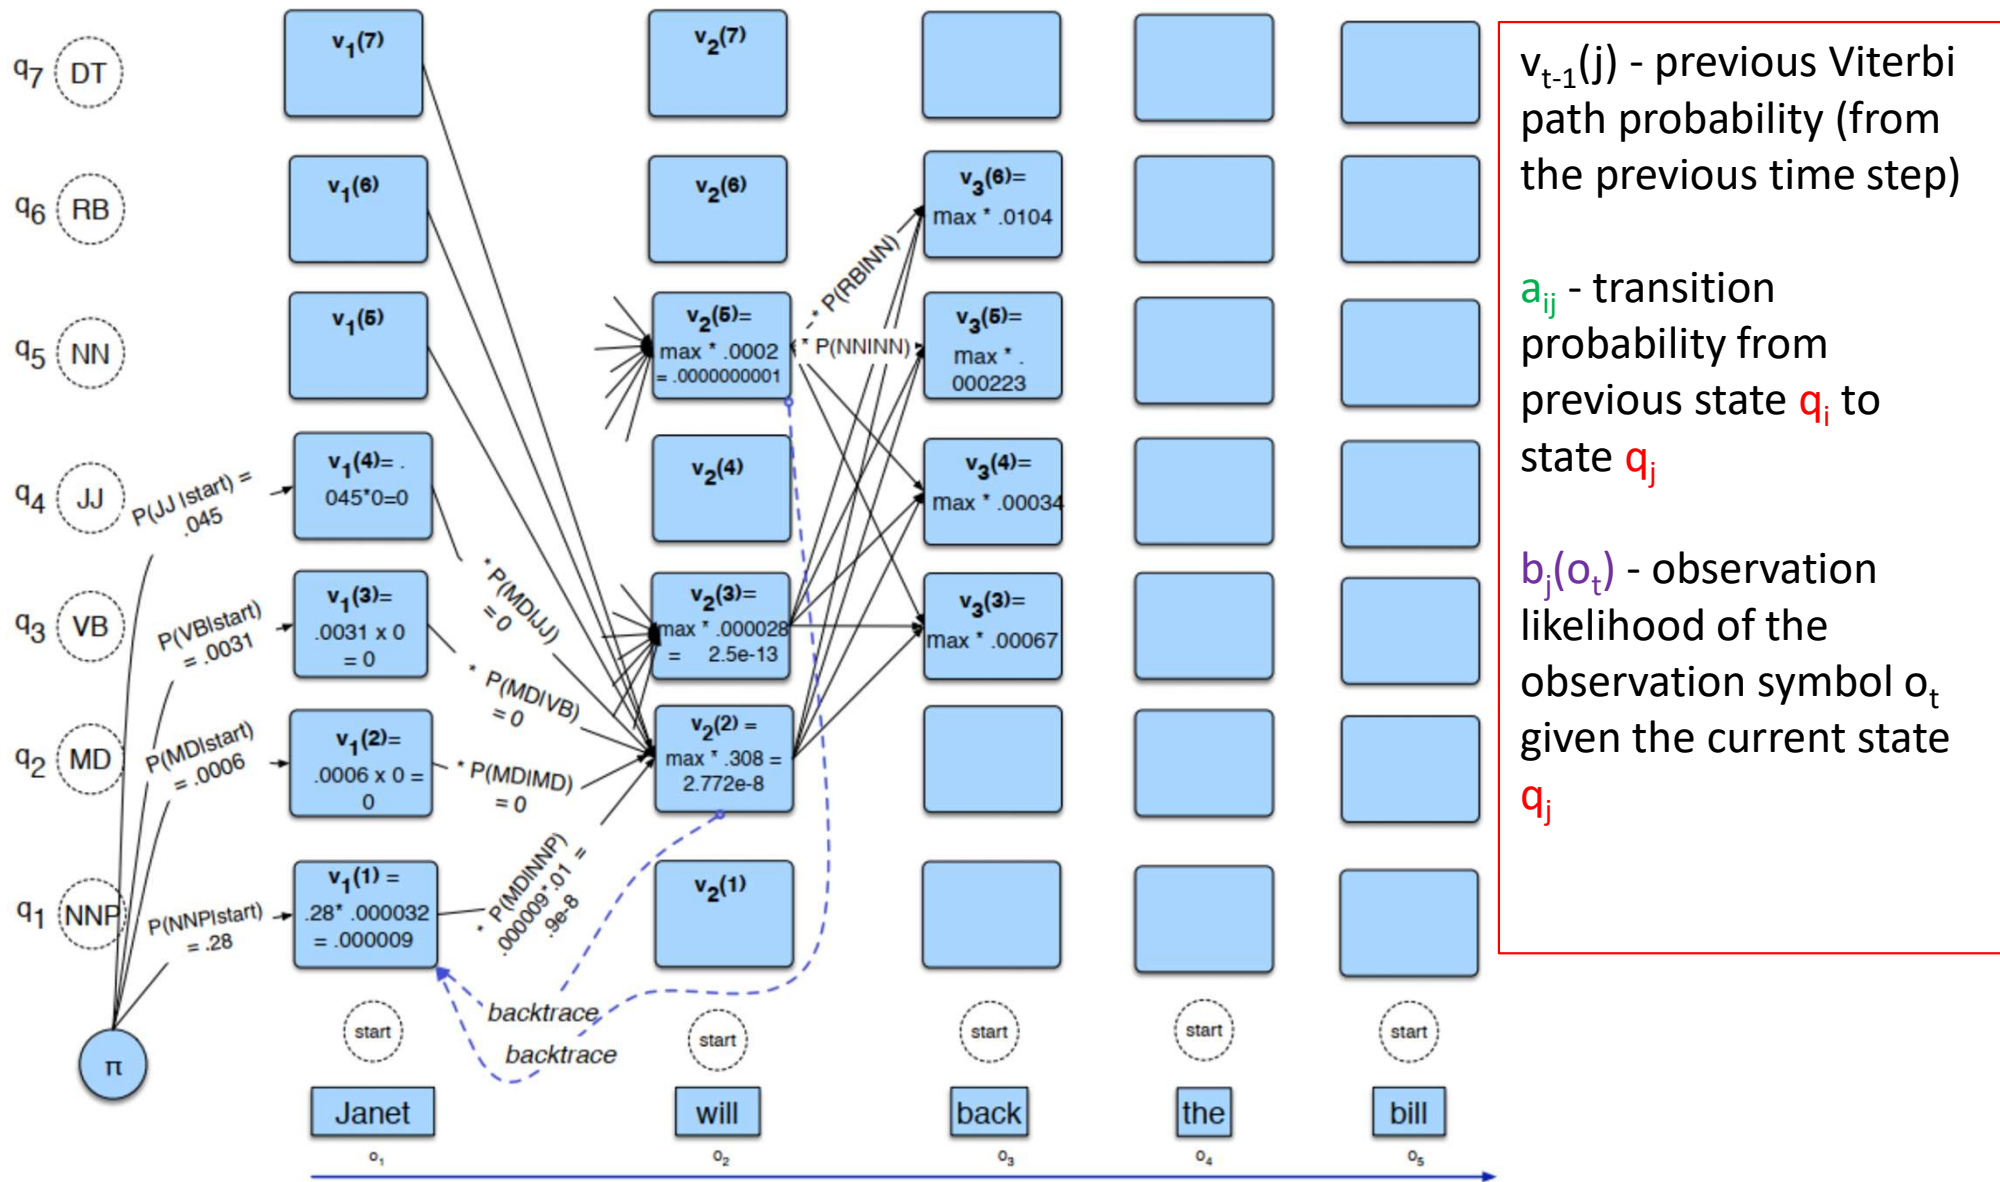 q7 DT
v1(7)
v2(7)
q6 RB
v1(6)
v2(6)
v3(6)=
max * .0104
* P(RB|NN)
q5 NN
v1(5)
v2(5)=
max * .0002
= .0000000001
* P(NN|NN)
v3(5)=
max * .
000223
q4 JJ
P(JJ |start) =
.045
v1(4)= .
045*0=0
* P(MD|JJ)
= 0
v2(4)
v3(4)=
max * .00034
q3 VB
P(VB|start)
= .0031
v1(3)=
.0031 x 0
= 0
* P(MD|VB)
= 0
v2(3)=
max * .000028
= 2.5e-13
v3(3)=
max * .00067
q2 MD
P(MD|start)
= .0006
v1(2)=
.0006 x 0 =
0
* P(MD|MD)
= 0
v2(2) =
max * .308 =
2.772e-8
q1 NNP
P(NNP|start)
= .28
v1(1) =
.28* .000032
= .000009
* P(MD|NNP)
.000009*.01 =
.9e-8
v2(1)
backtrace
backtrace
π
start
start
start
start
start
Janet
will
back
the
bill
o1
o2
o3
o4
o5
vt-1(j) - previous Viterbi
path probability (from
the previous time step)
aij - transition
probability from
previous state qi to
state qj
bj(ot) - observation
likelihood of the
observation symbol ot
given the current state
qj